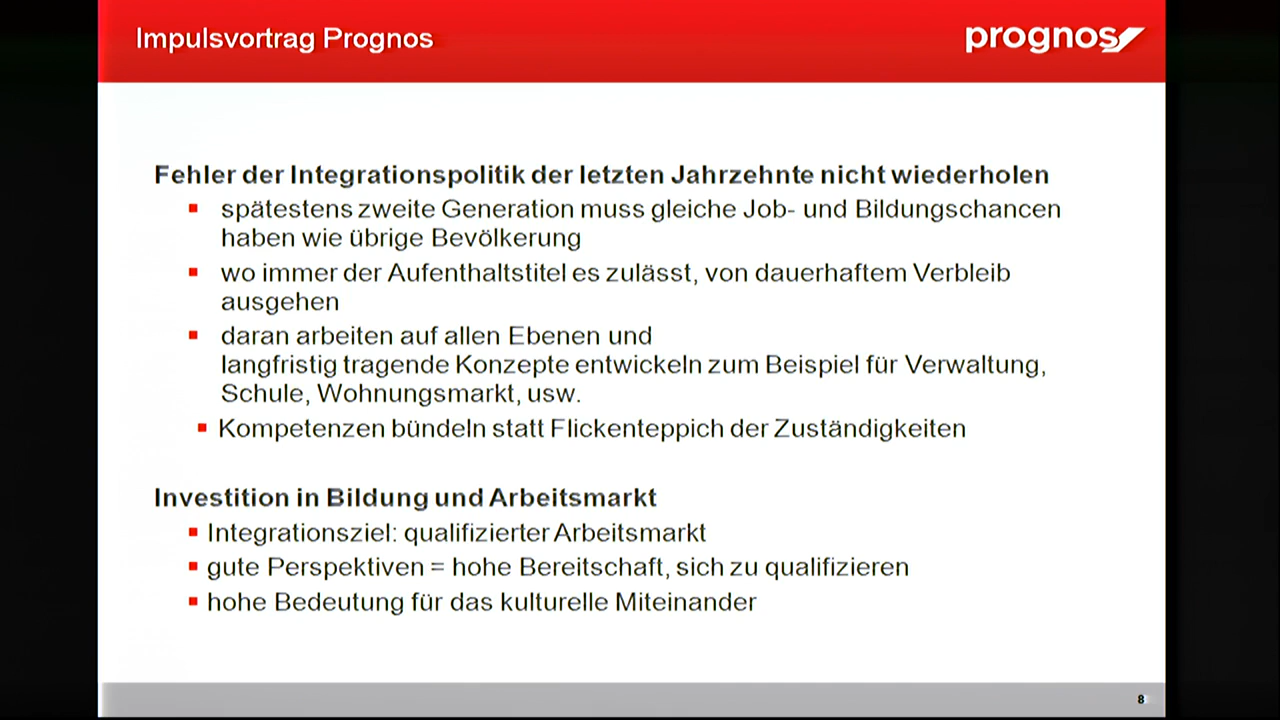 Impulsvortrag Prognos
prognos
Fehler der Integrationspolitik der letzten Jahrzehnte nicht wiederholen
▪ spätestens zweite Generation muss gleiche Job- und Bildungschancen
haben wie übrige Bevölkerung
▪ wo immer der Aufenthaltstitel es zulässt, von dauerhaftem Verbleib
ausgehen
▪ daran arbeiten auf allen Ebenen und
langfristig tragende Konzepte entwickeln zum Beispiel für Verwaltung,
Schule, Wohnungsmarkt, usw.
▪ Kompetenzen bündeln statt Flickenteppich der Zuständigkeiten
Investition in Bildung und Arbeitsmarkt
▪ Integrationsziel: qualifizierter Arbeitsmarkt
▪ gute Perspektiven = hohe Bereitschaft, sich zu qualifizieren
▪ hohe Bedeutung für das kulturelle Miteinander
8